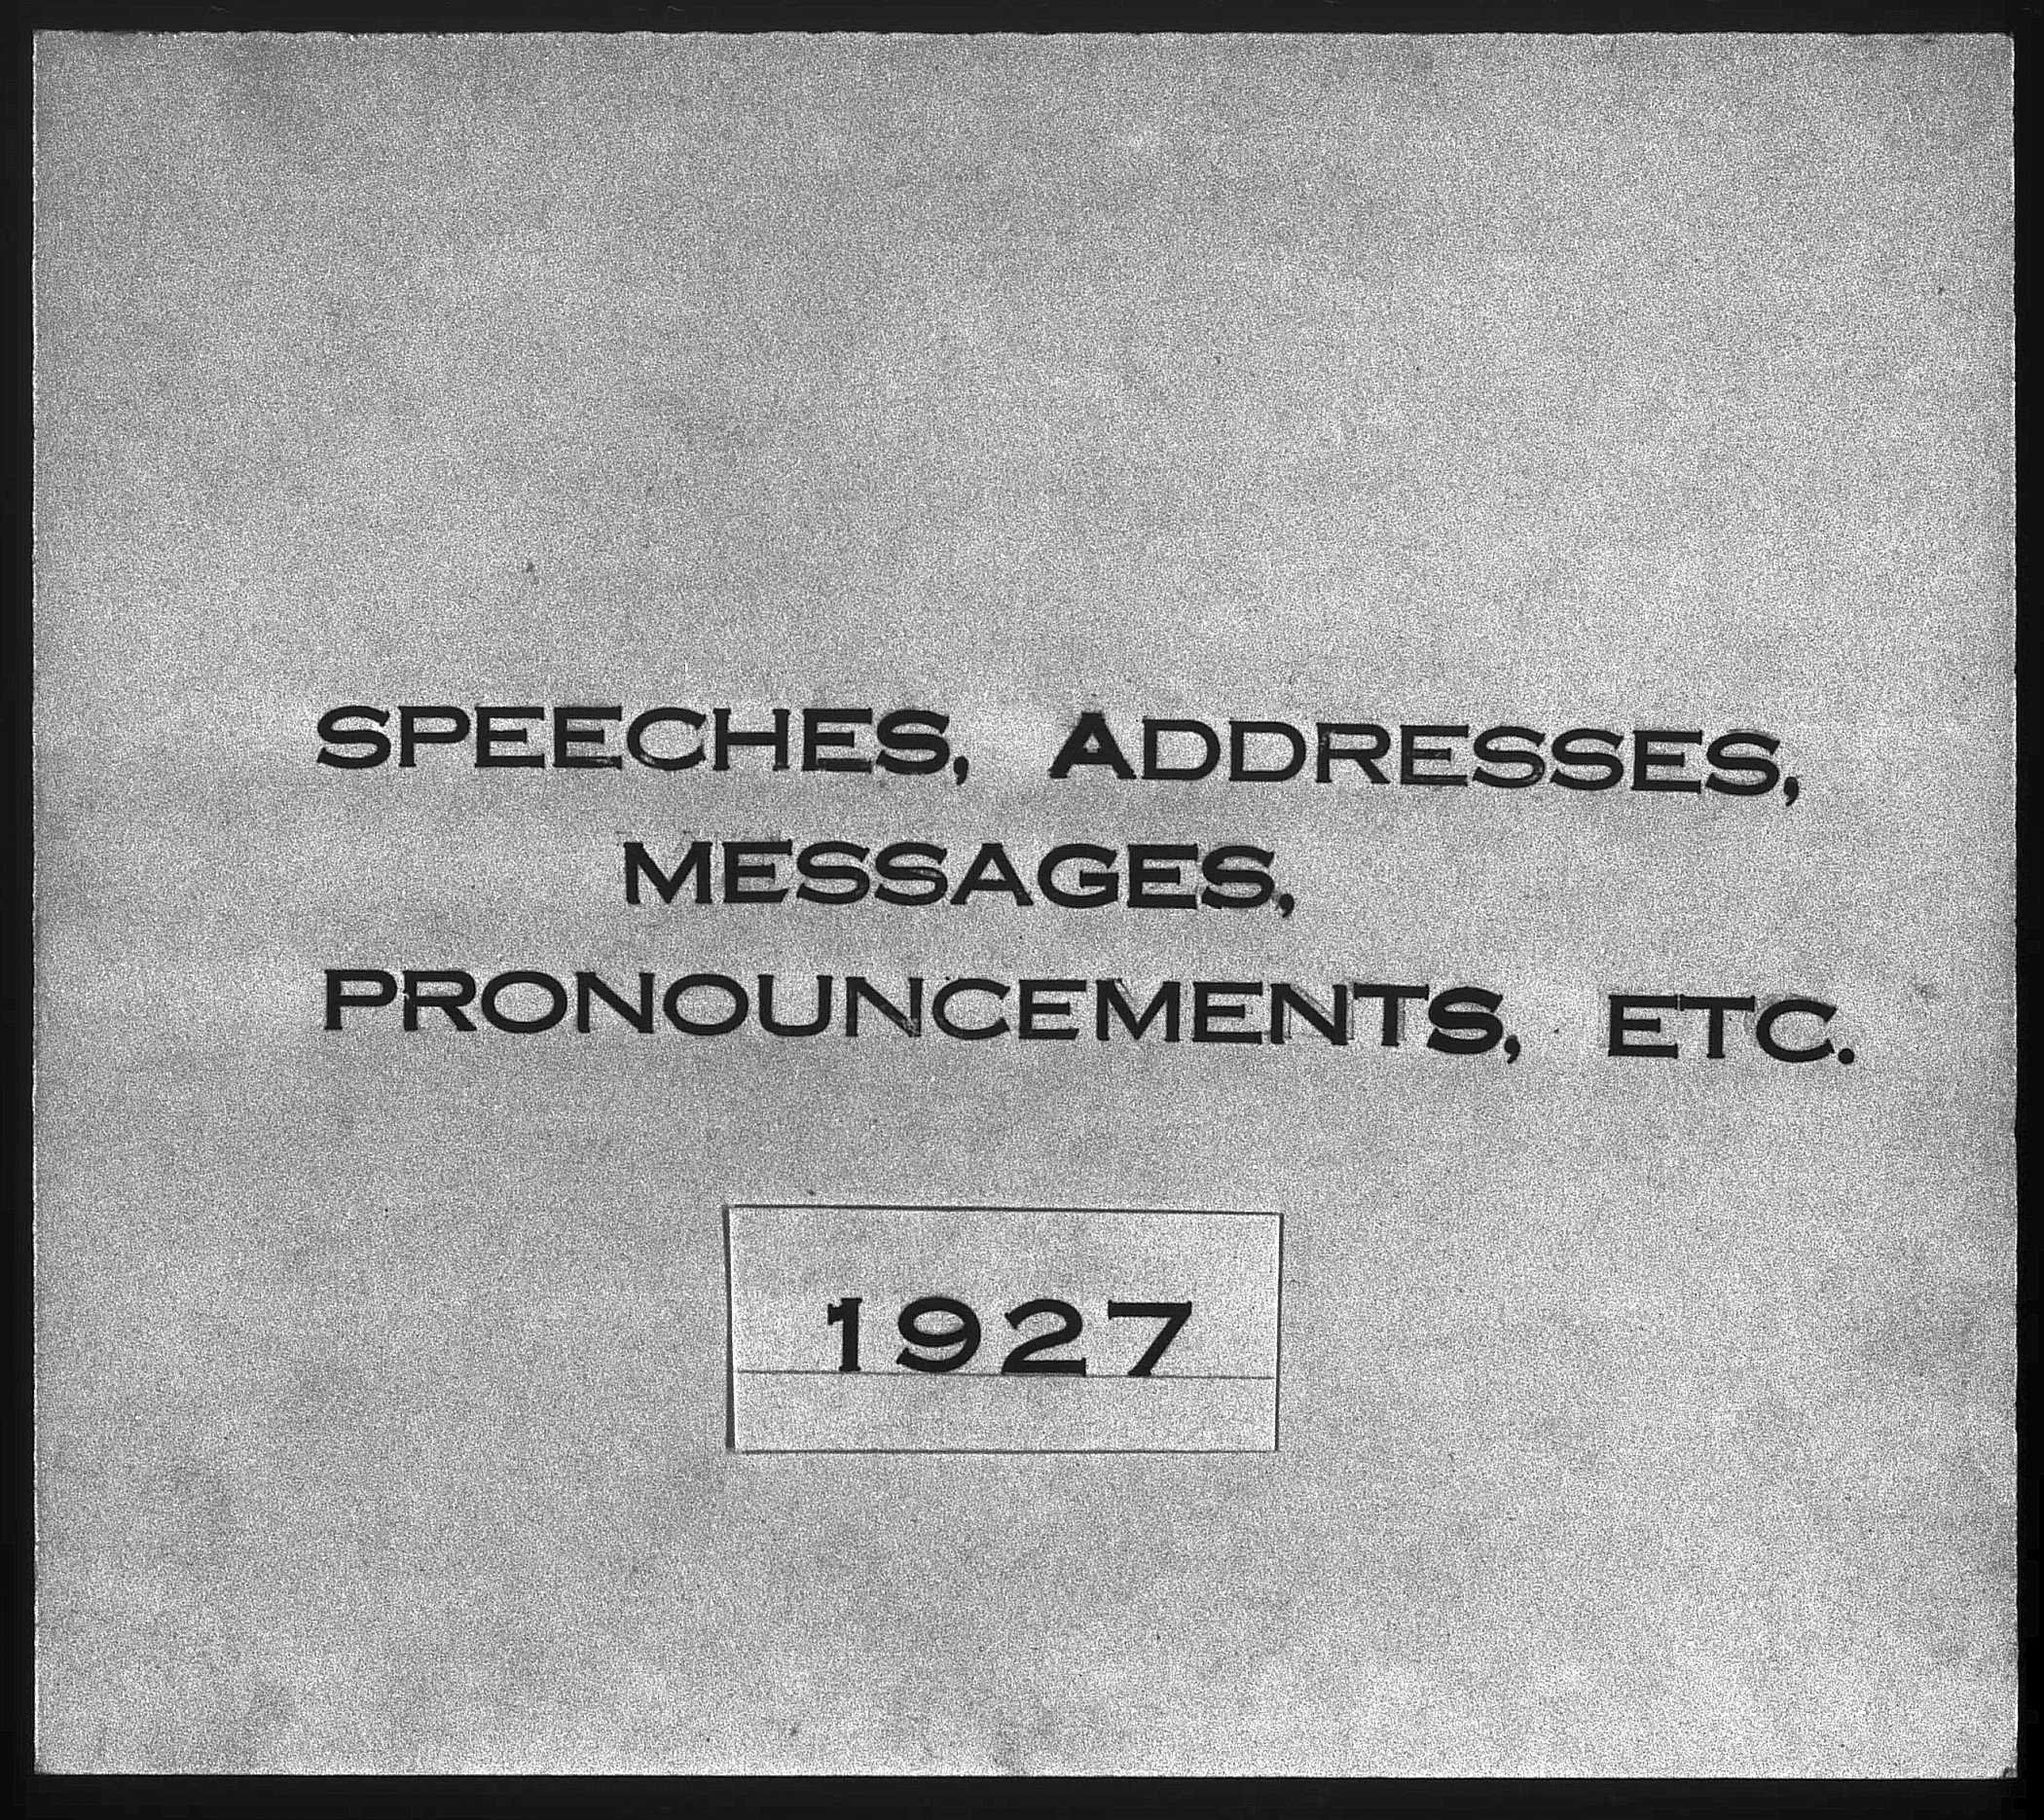 SPEECHES, ADDRESSES,
MESSAGES,
PRONOUNCEMENTS, ETC.
1927